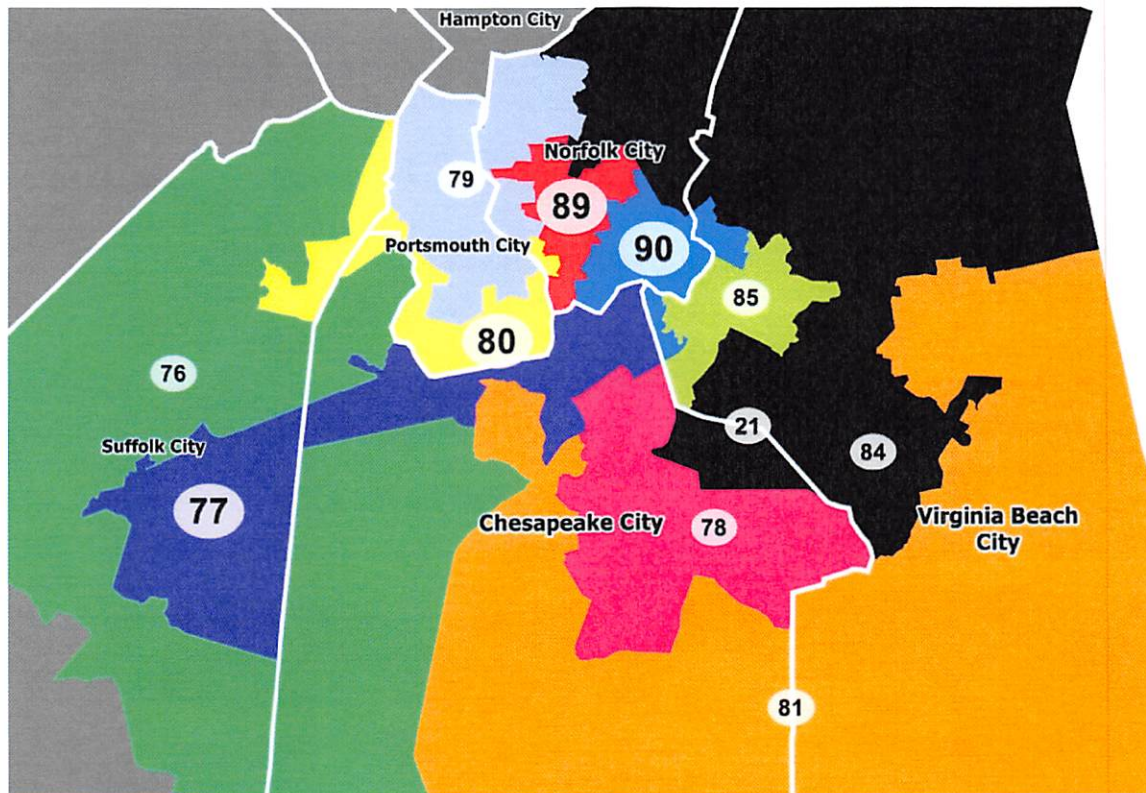 Hampton City
Norfolk City
79
89
Portsmouth City
90
85
80
76
21
Suffolk City
84
77
Chesapeake City
78
Virginia Beach
City
81